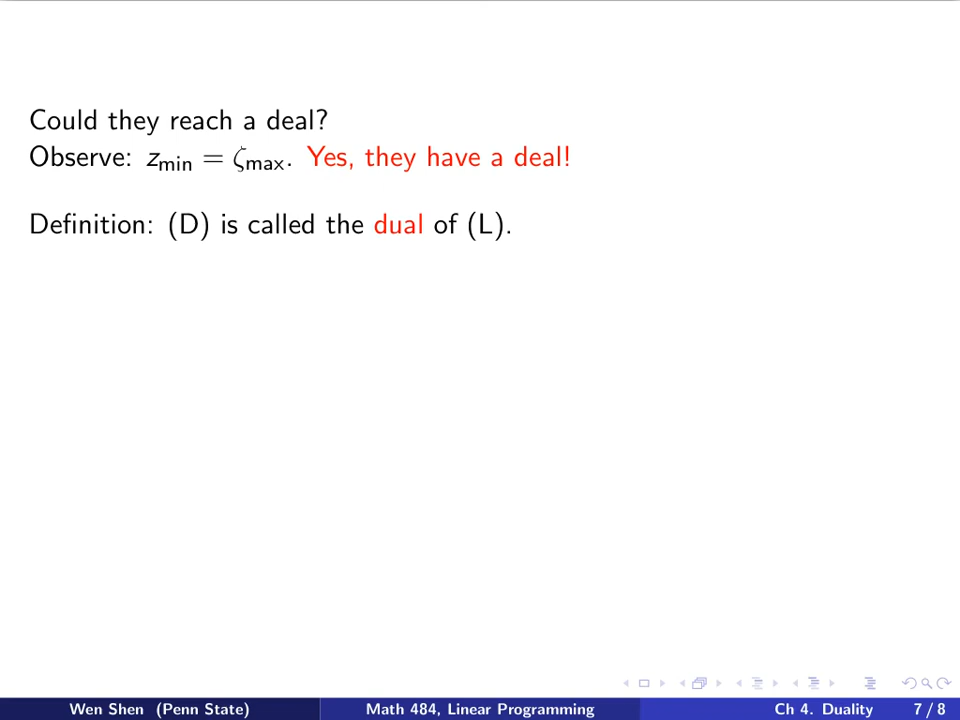 Could they reach a deal?
Observe: z_min = ζ_max. Yes, they have a deal!
Definition: (D) is called the dual of (L).
Wen Shen (Penn State) Math 484, Linear Programming Ch 4. Duality 7 / 8